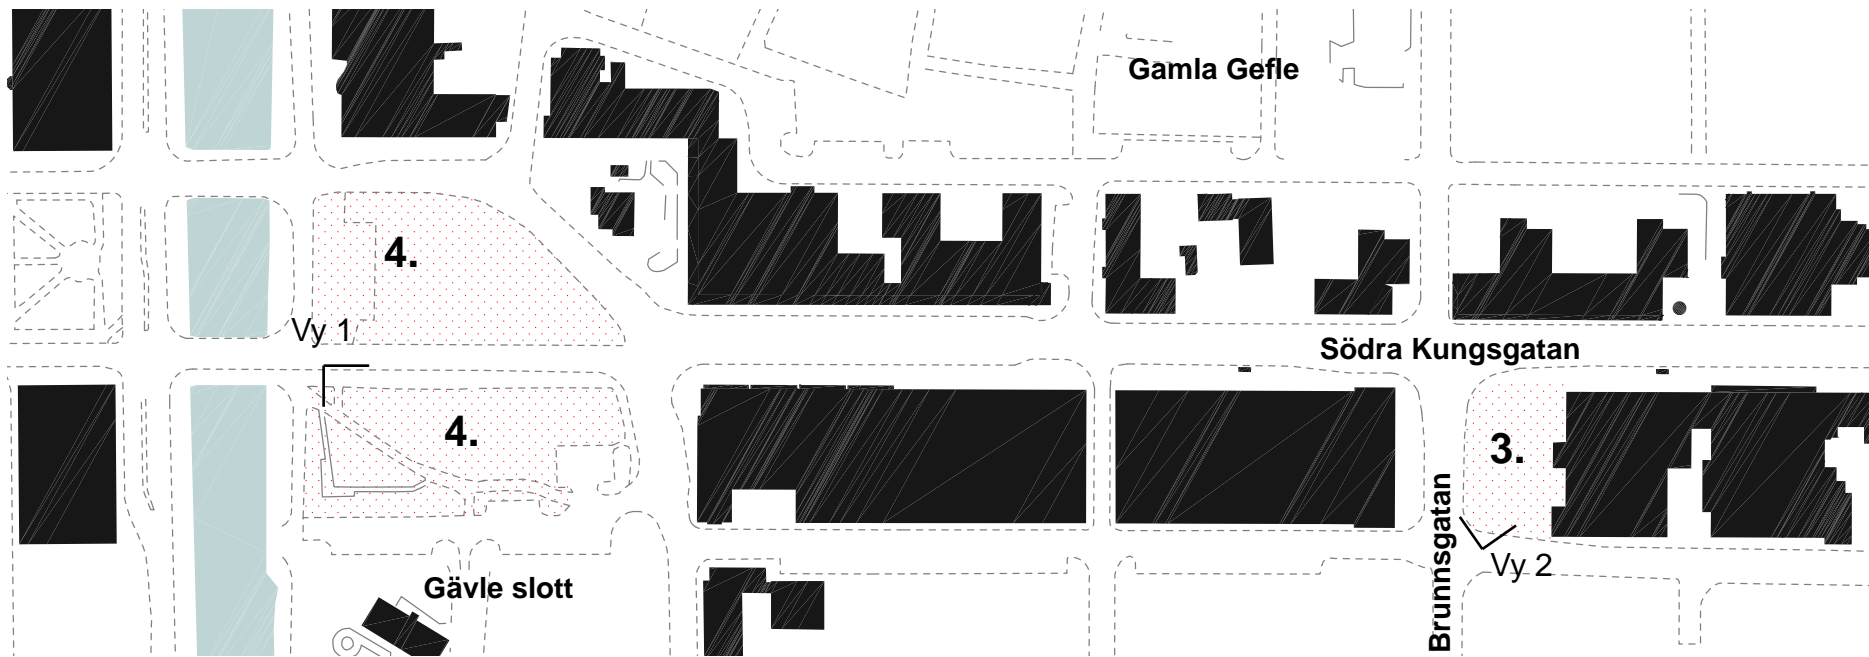 Gamla Gefle
4.
Vy 1
Södra Kungsgatan
4.
3.
Brunnsgatan
Vy 2
Gävle slott